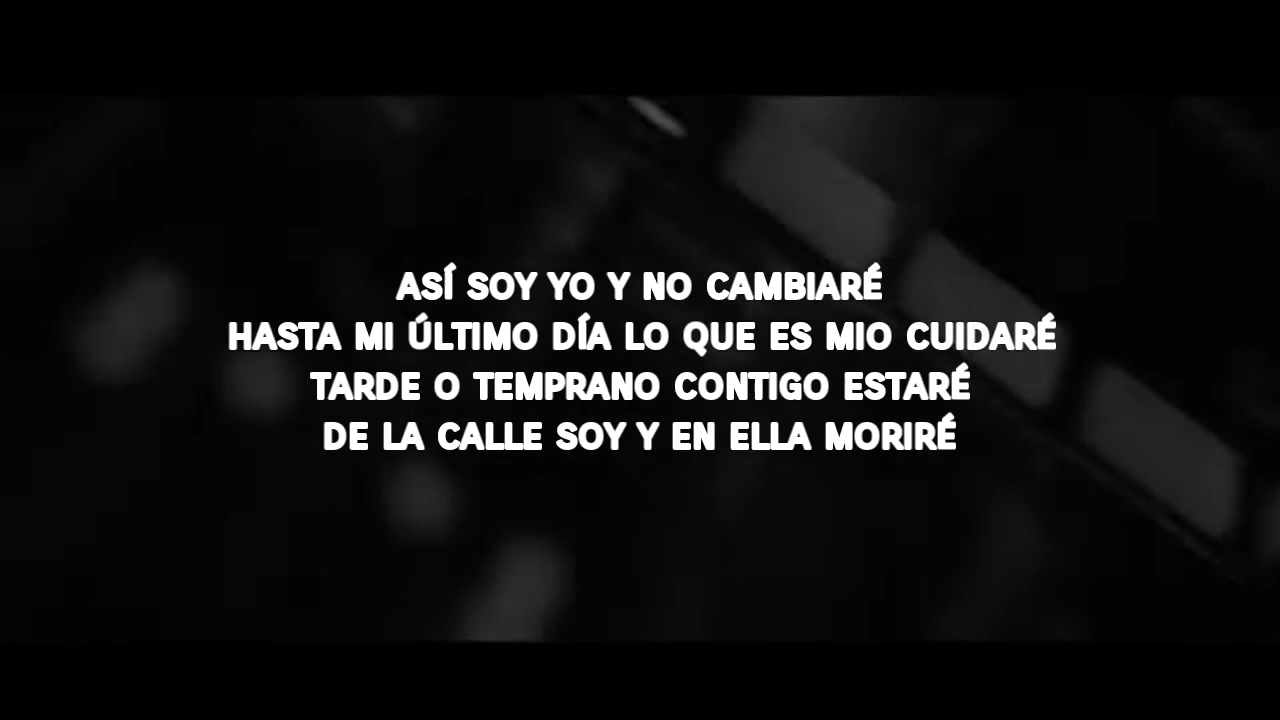 ASÍ SOY YO Y NO CAMBIARÉ
HASTA MI ÚLTIMO DÍA LO QUE ES MIO CUIDARÉ
TARDE O TEMPRANO CONTIGO ESTARÉ
DE LA CALLE SOY Y EN ELLA MORIRÉ